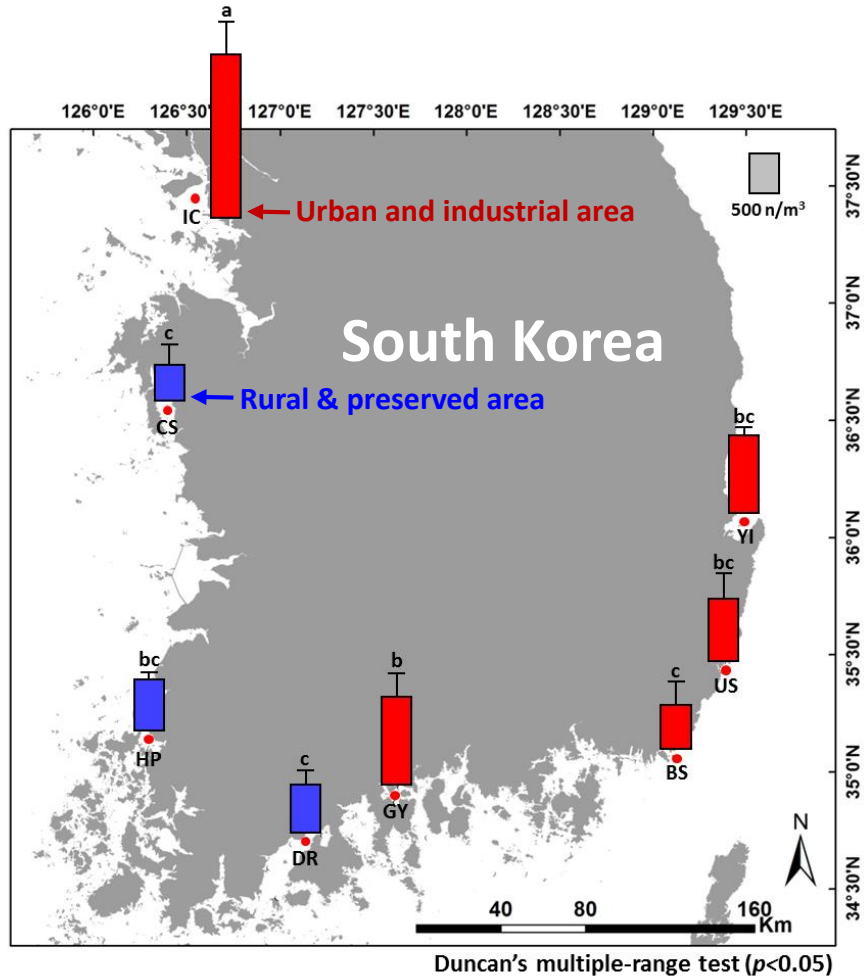 a
126°0'E 126°30'E 127°0'E 127°30'E 128°0'E 128°30'E 129°0'E 129°30'E
37°30'N
500 n/m³
IC
Urban and industrial area
37°0'N
South Korea
c
Rural & preserved area
CS
36°30'N
bc
YI
36°0'N
bc
US
35°30'N
bc
HP
b
GY
c
BS
35°0'N
c
DR
N
34°30'N
40 80 160
Km
Duncan's multiple-range test (p<0.05)